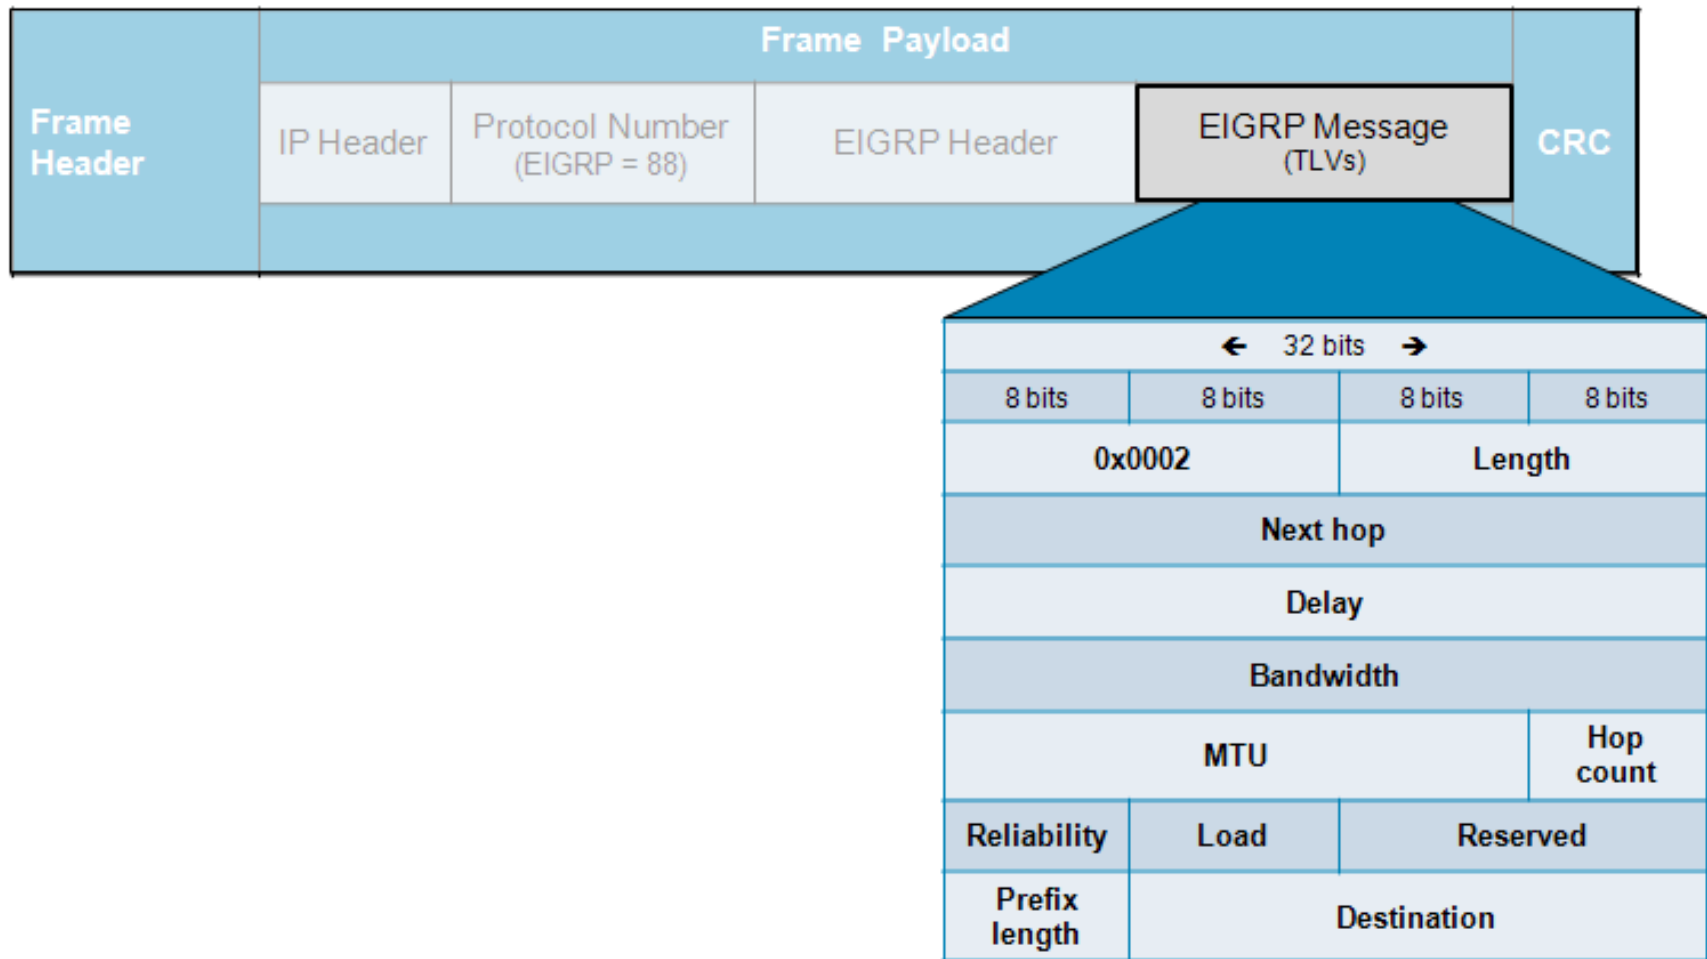 Frame Payload
Frame
Header
IP Header
Protocol Number
(EIGRP = 88)
EIGRP Header
EIGRP Message
(TLVs)
CRC
← 32 bits →
8 bits 8 bits 8 bits 8 bits
0x0002 Length
Next hop
Delay
Bandwidth
MTU Hop
count
Reliability Load Reserved
Prefix
length Destination